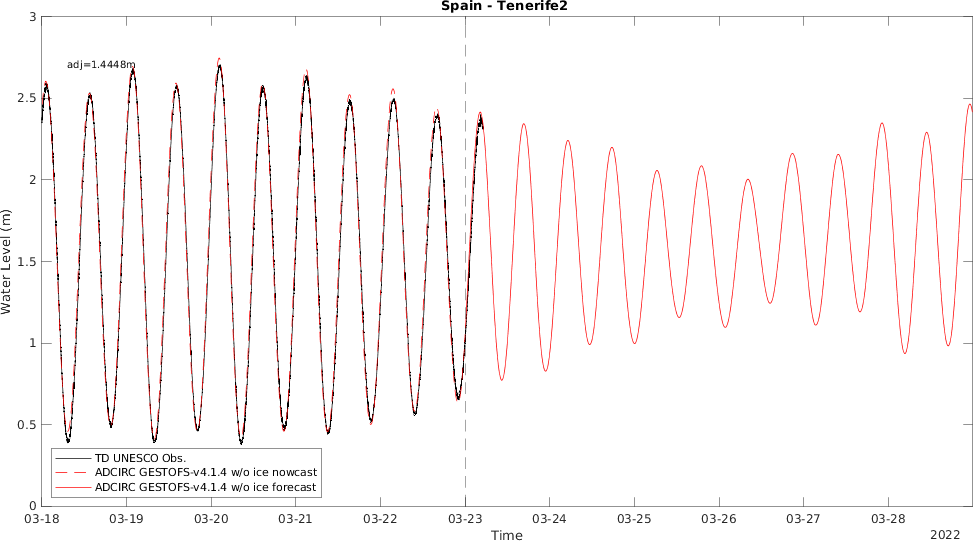 Spain - Tenerife2
3
adj=1.4448m
2.5
2
Water Level (m)
1.5
1
0.5
TD UNESCO Obs.
ADCIRC GESTOFS-v4.1.4 w/o ice nowcast
ADCIRC GESTOFS-v4.1.4 w/o ice forecast
0
03-18 03-19 03-20 03-21 03-22 03-23 03-24 03-25 03-26 03-27 03-28
Time
2022